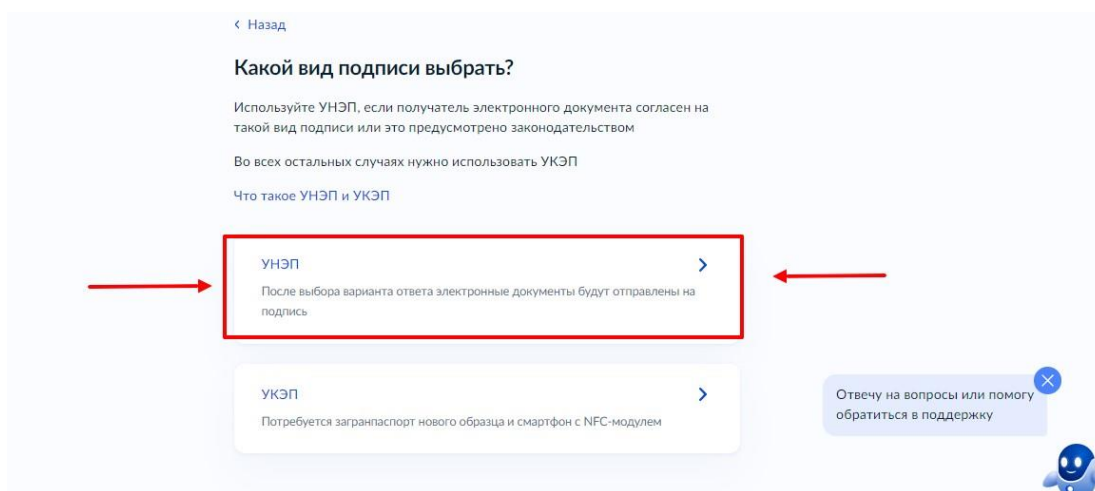 Назад
Какой вид подписи выбрать?
Используйте УНЭП, если получатель электронного документа согласен на
такой вид подписи или это предусмотрено законодательством
Во всех остальных случаях нужно использовать УКЭП
Что такое УНЭП и УКЭП
УНЭП
После выбора варианта ответа электронные документы будут отправлены на
подпись
УКЭП
Потребуется загранпаспорт нового образца и смартфон с NFC-модулем
Отвечу на вопросы или помогу
обратиться в поддержку